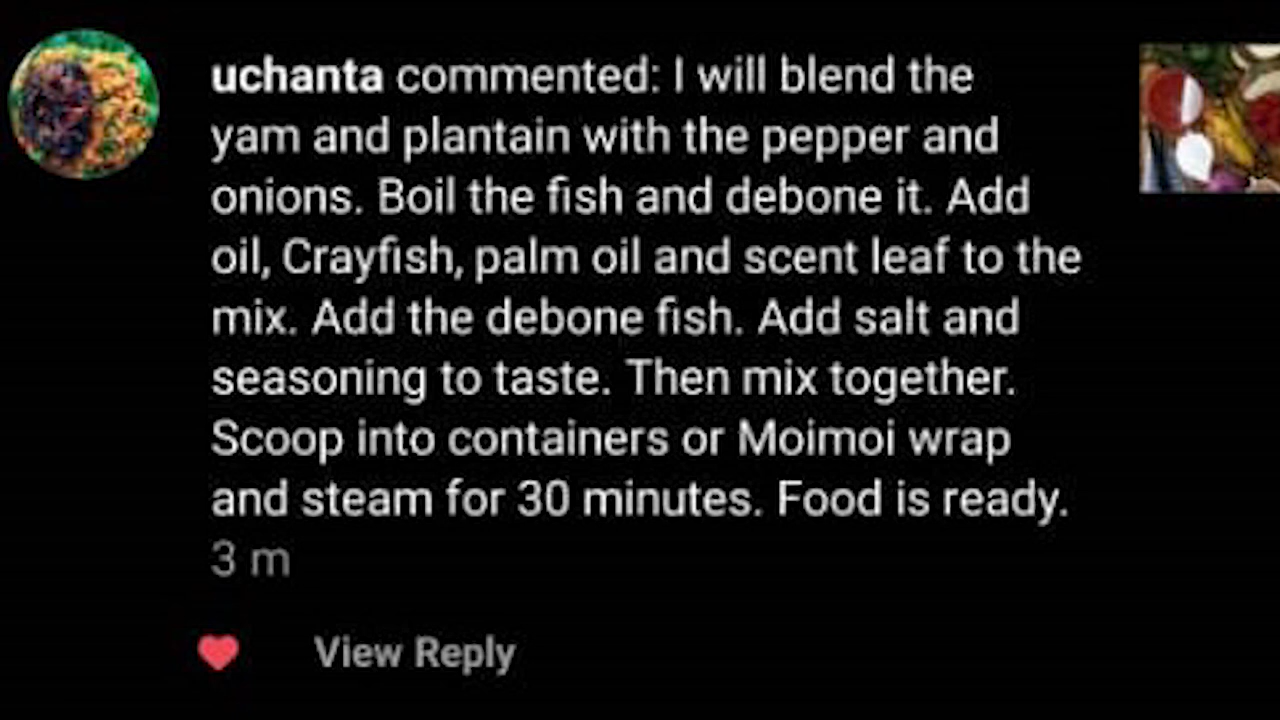 uchanta commented: I will blend the
yam and plantain with the pepper and
onions. Boil the fish and debone it. Add
oil, Crayfish, palm oil and scent leaf to the
mix. Add the debone fish. Add salt and
seasoning to taste. Then mix together.
Scoop into containers or Moimoi wrap
and steam for 30 minutes. Food is ready.
3 m
View Reply